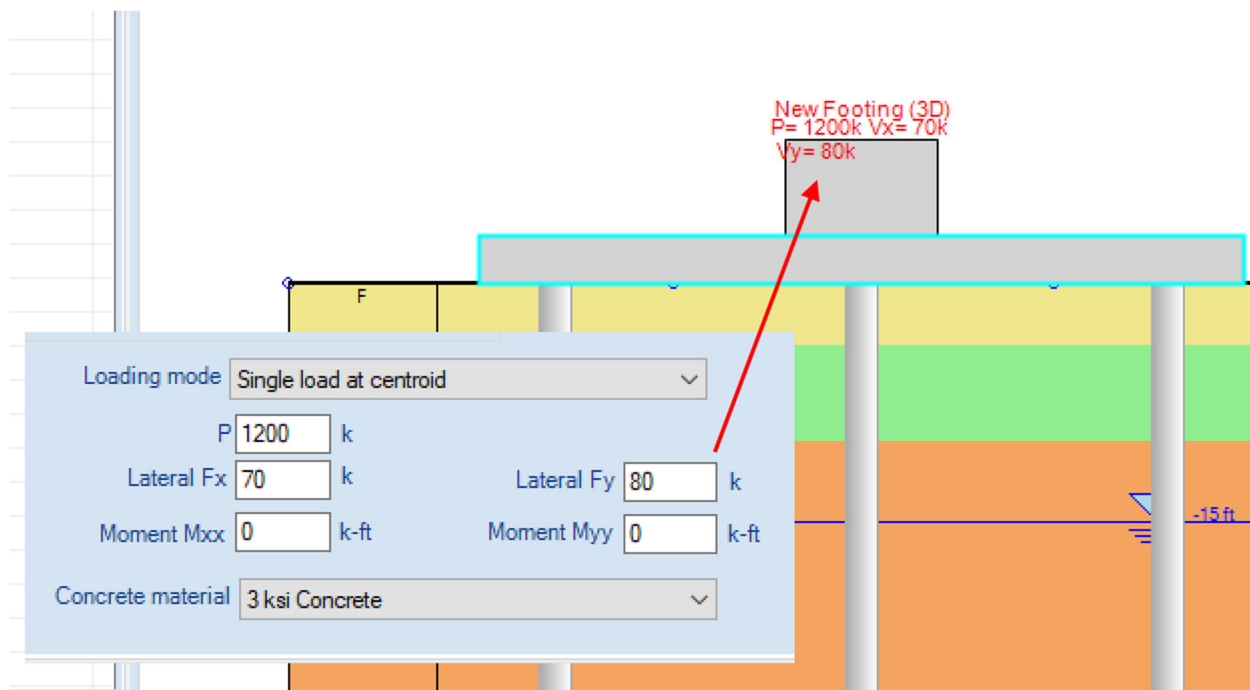 New Footing (3D)
P= 1200k Vx= 70k
Vy= 80k
F
Loading mode Single load at centroid
P 1200 k
Lateral Fx 70 k Lateral Fy 80 k
Moment Mxx 0 k-ft Moment Myy 0 k-ft
-15 ft
Concrete material 3 ksi Concrete